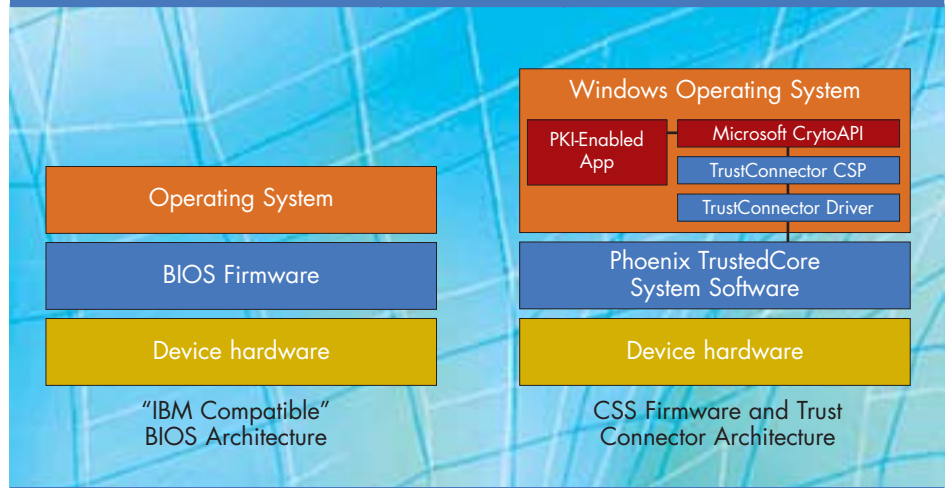 Operating System
BIOS Firmware
Device hardware
“IBM Compatible”
BIOS Architecture
Windows Operating System
PKI-Enabled
App
Microsoft CrytoAPI
TrustConnector CSP
TrustConnector Driver
Phoenix TrustedCore
System Software
Device hardware
CSS Firmware and Trust
Connector Architecture